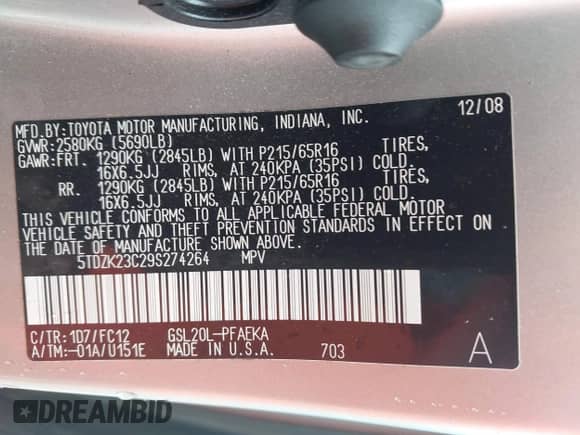 MFD.BY:TOYOTA MOTOR MANUFACTURING, INDIANA, INC. 12/08
GVWR:2580KG (5690LB)
GAWR:FRT. 1290KG (2845LB) WITH P215/65R16 TIRES,
16X6.5JJ RIMS, AT 240KPA (35PSI) COLD.
RR. 1290KG (2845LB) WITH P215/65R16 TIRES,
16X6.5JJ RIMS, AT 240KPA (35PSI) COLD.
THIS VEHICLE CONFORMS TO ALL APPLICABLE FEDERAL MOTOR
VEHICLE SAFETY AND THEFT PREVENTION STANDARDS IN
EFFECT ON THE DATE OF MANUFACTURE SHOWN ABOVE.
5TDZK23C29S274264 MPV
C/TR:1D7/FC12 GSL20L-PFAEKA
A/TM:-01A/U151E MADE IN U.S.A. 703 A
DREAMBID